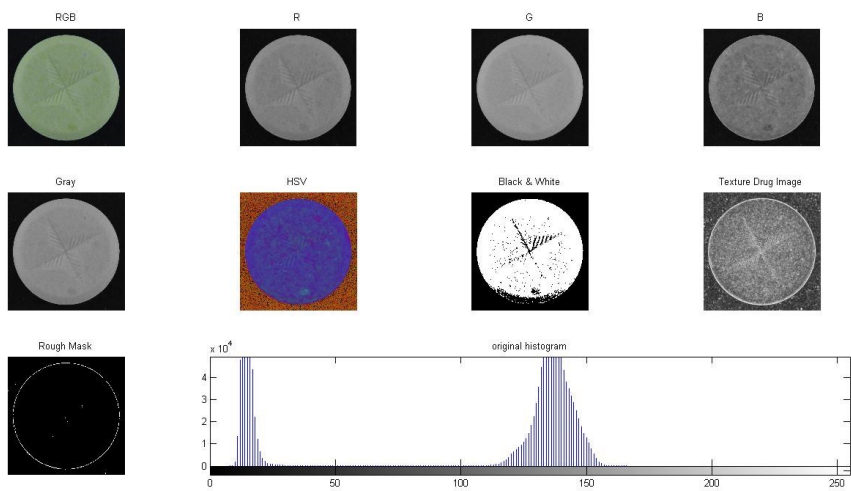 RGB
R
G
B
Gray
HSV
Black & White
Texture Drug Image
Rough Mask
x 10^4
original histogram
4
3
2
1
0
0
50
100
150
200
250